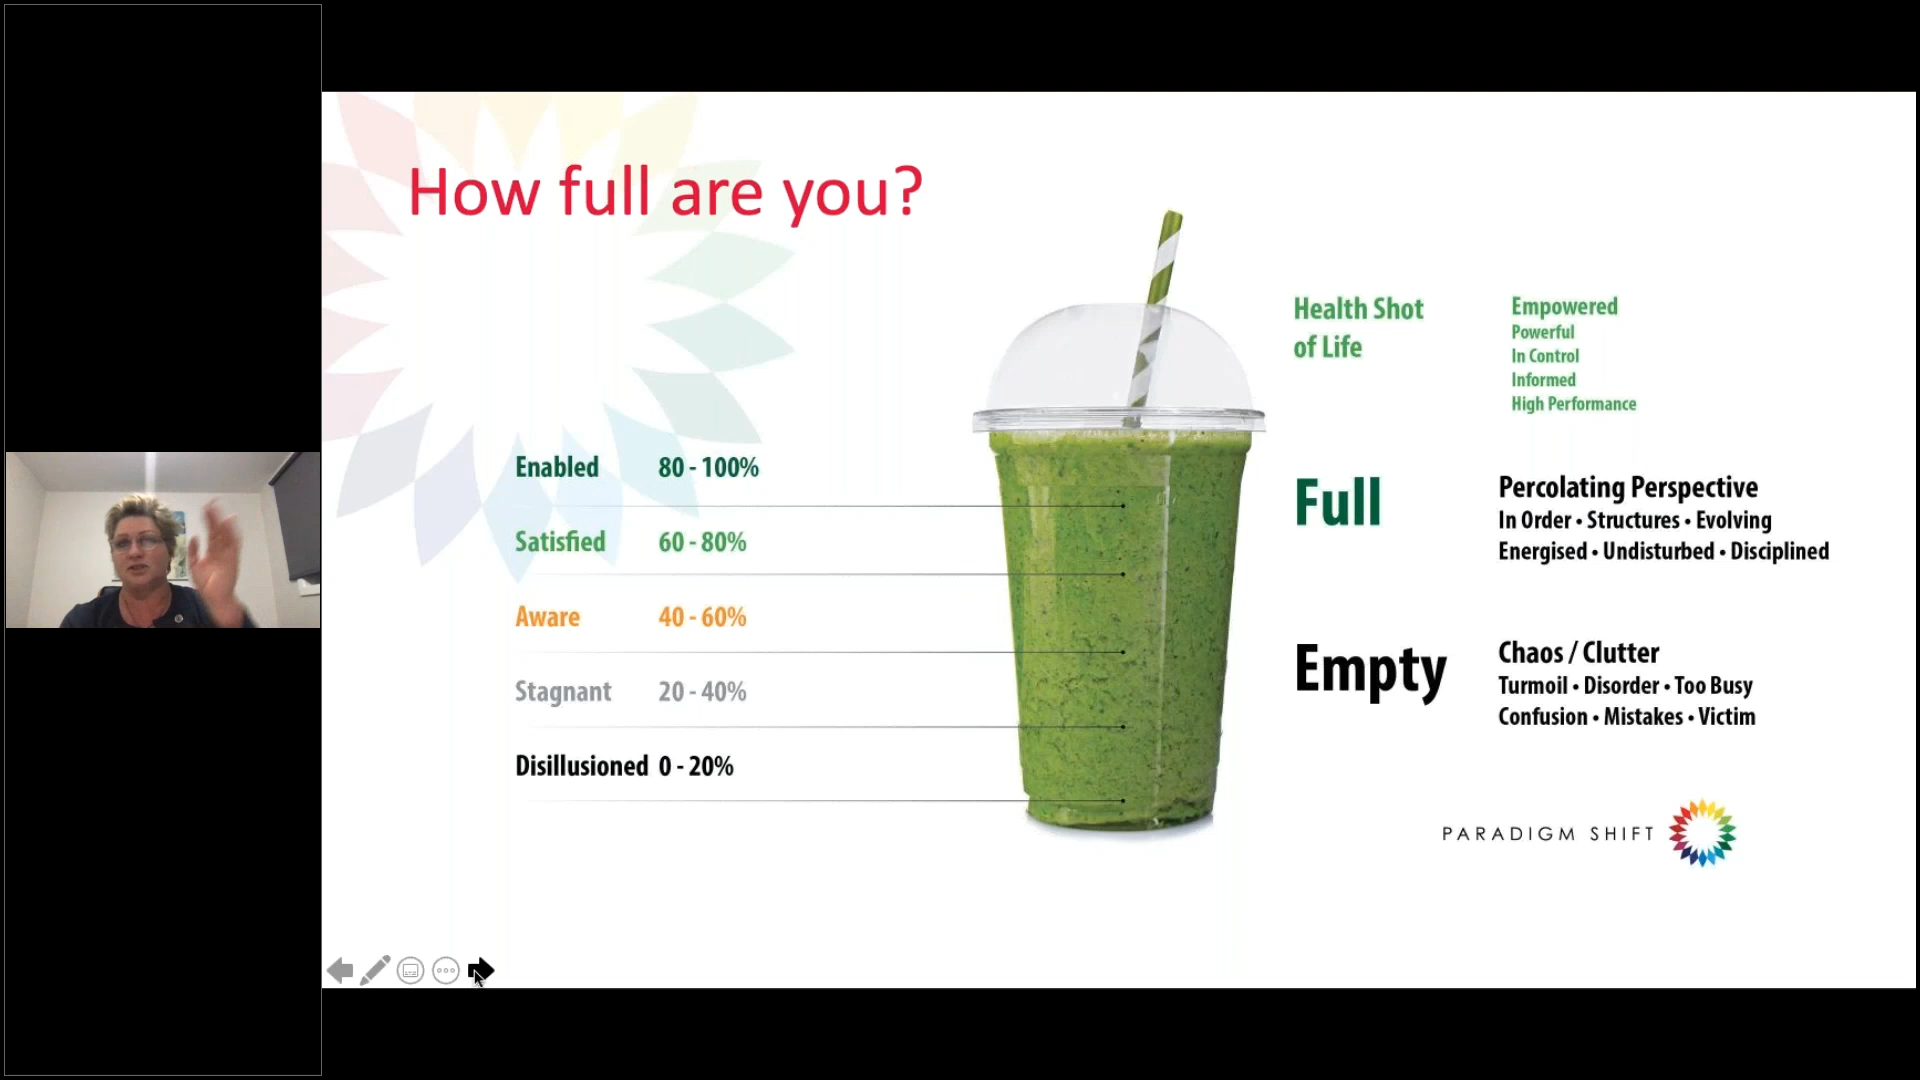 How full are you?
Enabled 80 - 100%
Satisfied 60 - 80%
Aware 40 - 60%
Stagnant 20 - 40%
Disillusioned 0 - 20%
Health Shot
of Life
Empowered
Powerful
In Control
Informed
High Performance
Full
Percolating Perspective
In Order • Structures • Evolving
Energised • Undisturbed • Disciplined
Empty
Chaos / Clutter
Turmoil • Disorder • Too Busy
Confusion • Mistakes • Victim
PARADIGM SHIFT